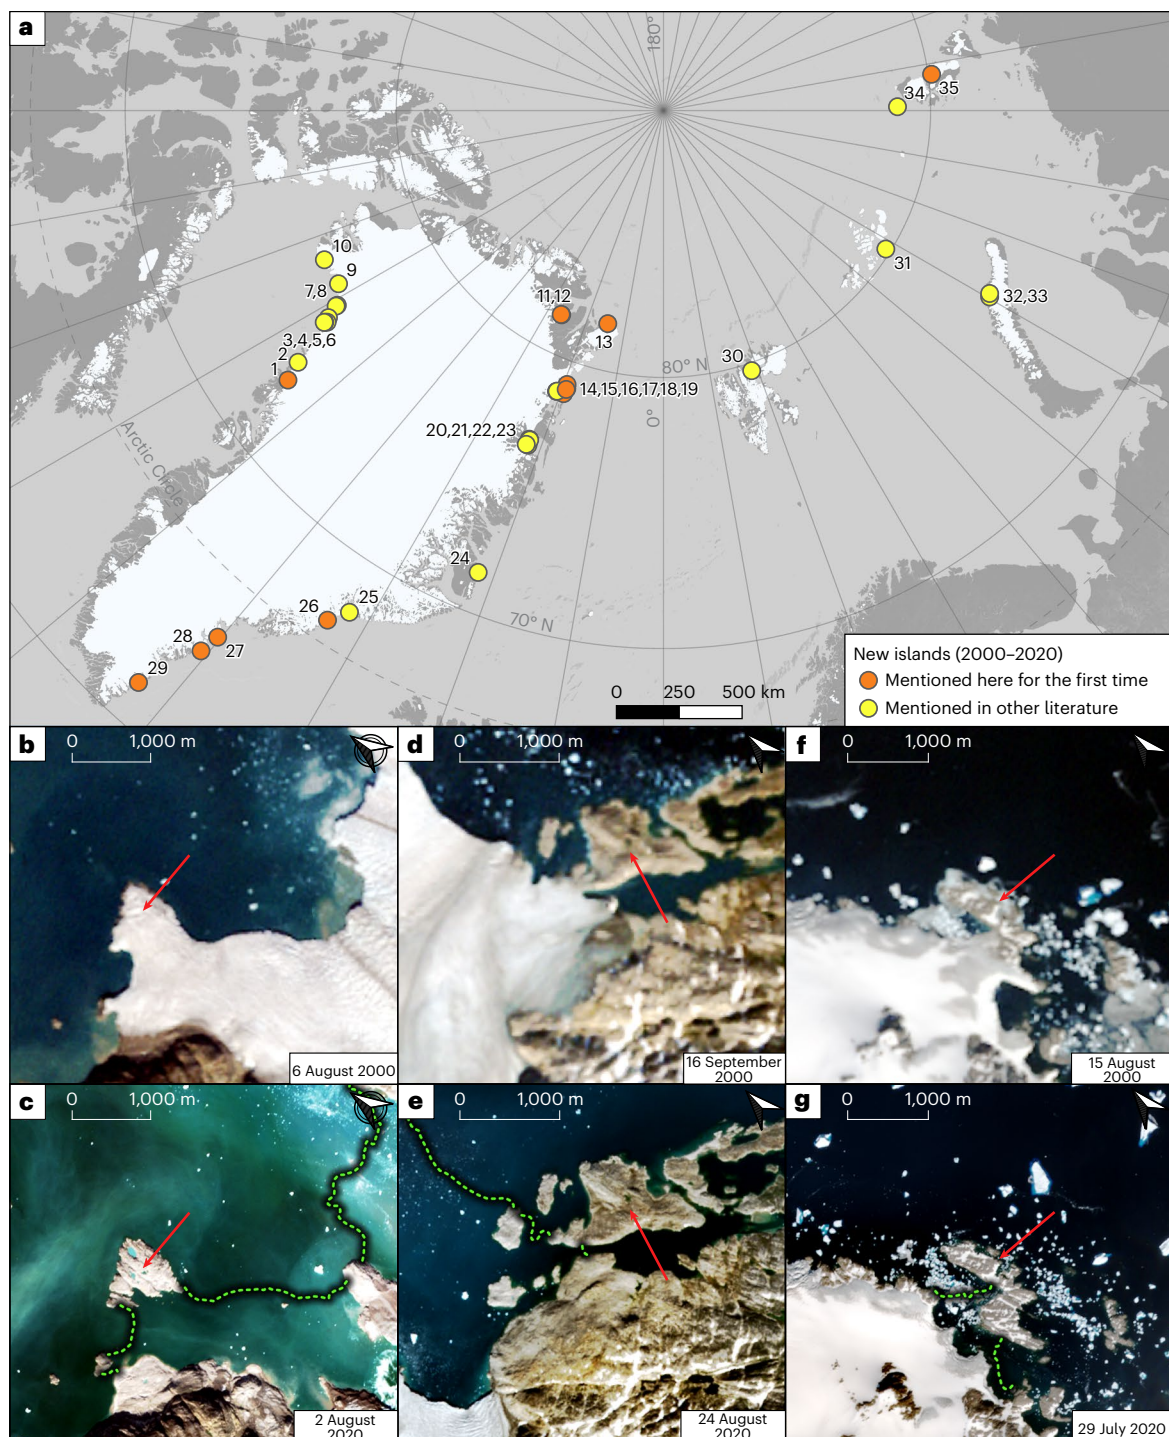 a
180°
34
35
10
9
31
7,8
11,12
32,33
13
3,4,5,6
2
30
80° N
1
14,15,16,17,18,19
0°
20,21,22,23
Arctic Circle
24
25
26
70° N
28
27
29
New islands (2000–2020)
Mentioned here for the first time
Mentioned in other literature
0 250 500 km
b
0 1,000 m
6 August 2000
d
0 1,000 m
16 September
2000
f
0 1,000 m
15 August
2000
c
0 1,000 m
2 August
2020
e
0 1,000 m
24 August
2020
g
0 1,000 m
29 July 2020